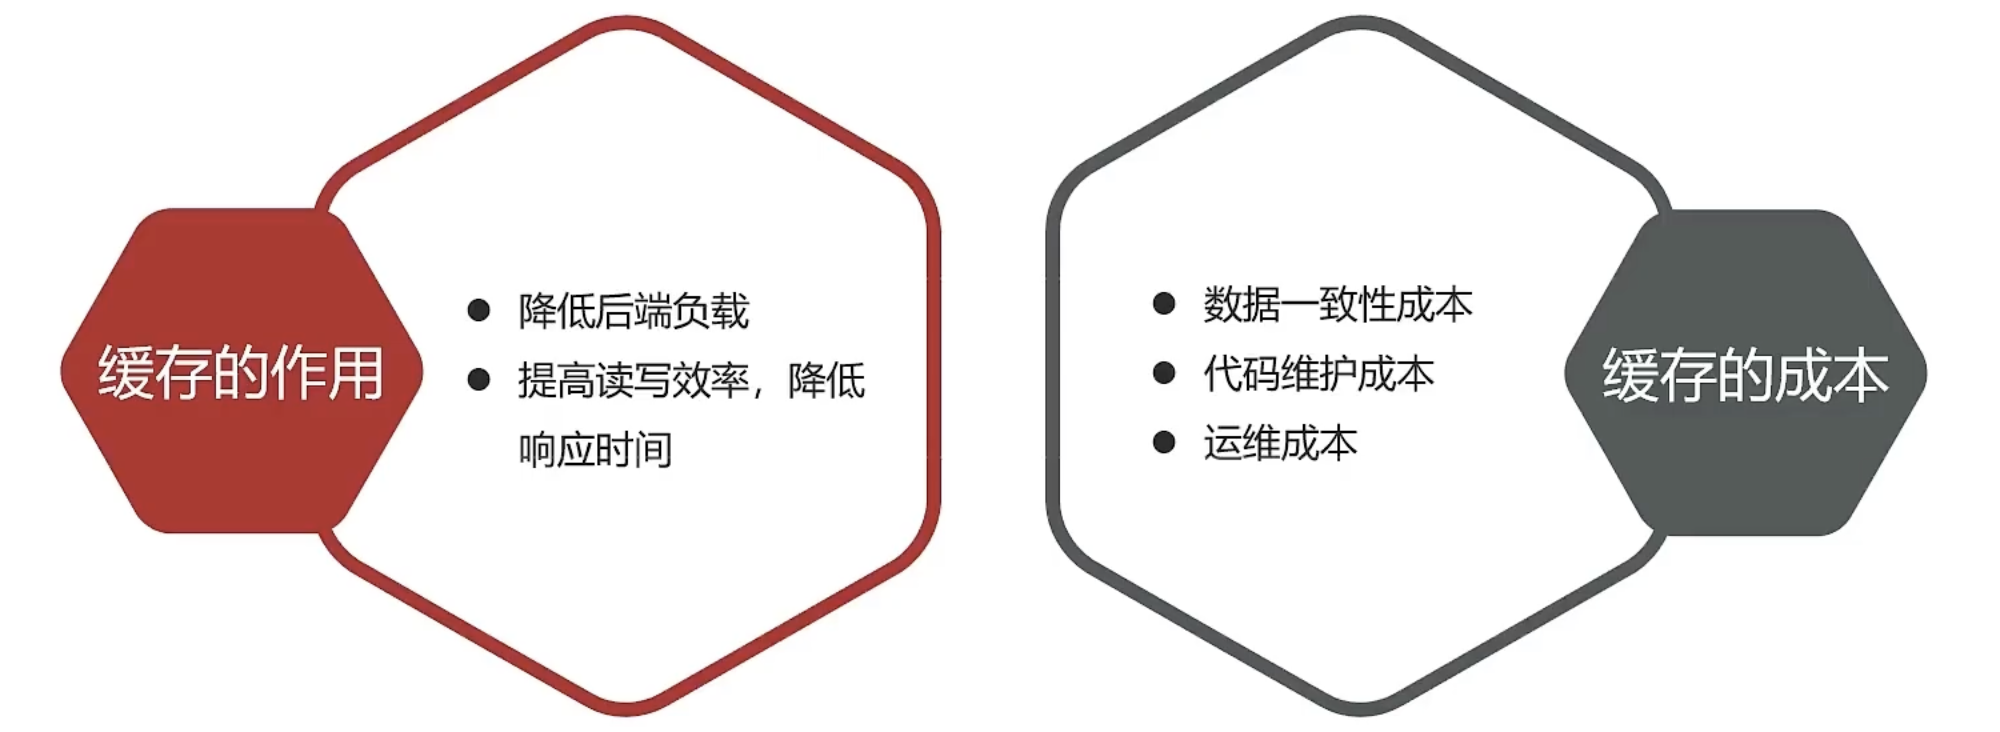 缓存的作用
● 降低后端负载
● 提高读写效率，降低
响应时间
● 数据一致性成本
● 代码维护成本
● 运维成本
缓存的成本